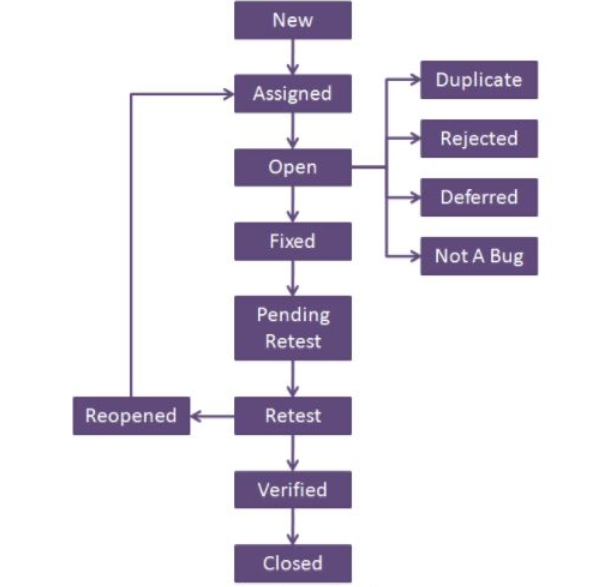 New
Assigned
Duplicate
Rejected
Open
Deferred
Fixed
Not A Bug
Pending
Retest
Reopened
Retest
Verified
Closed